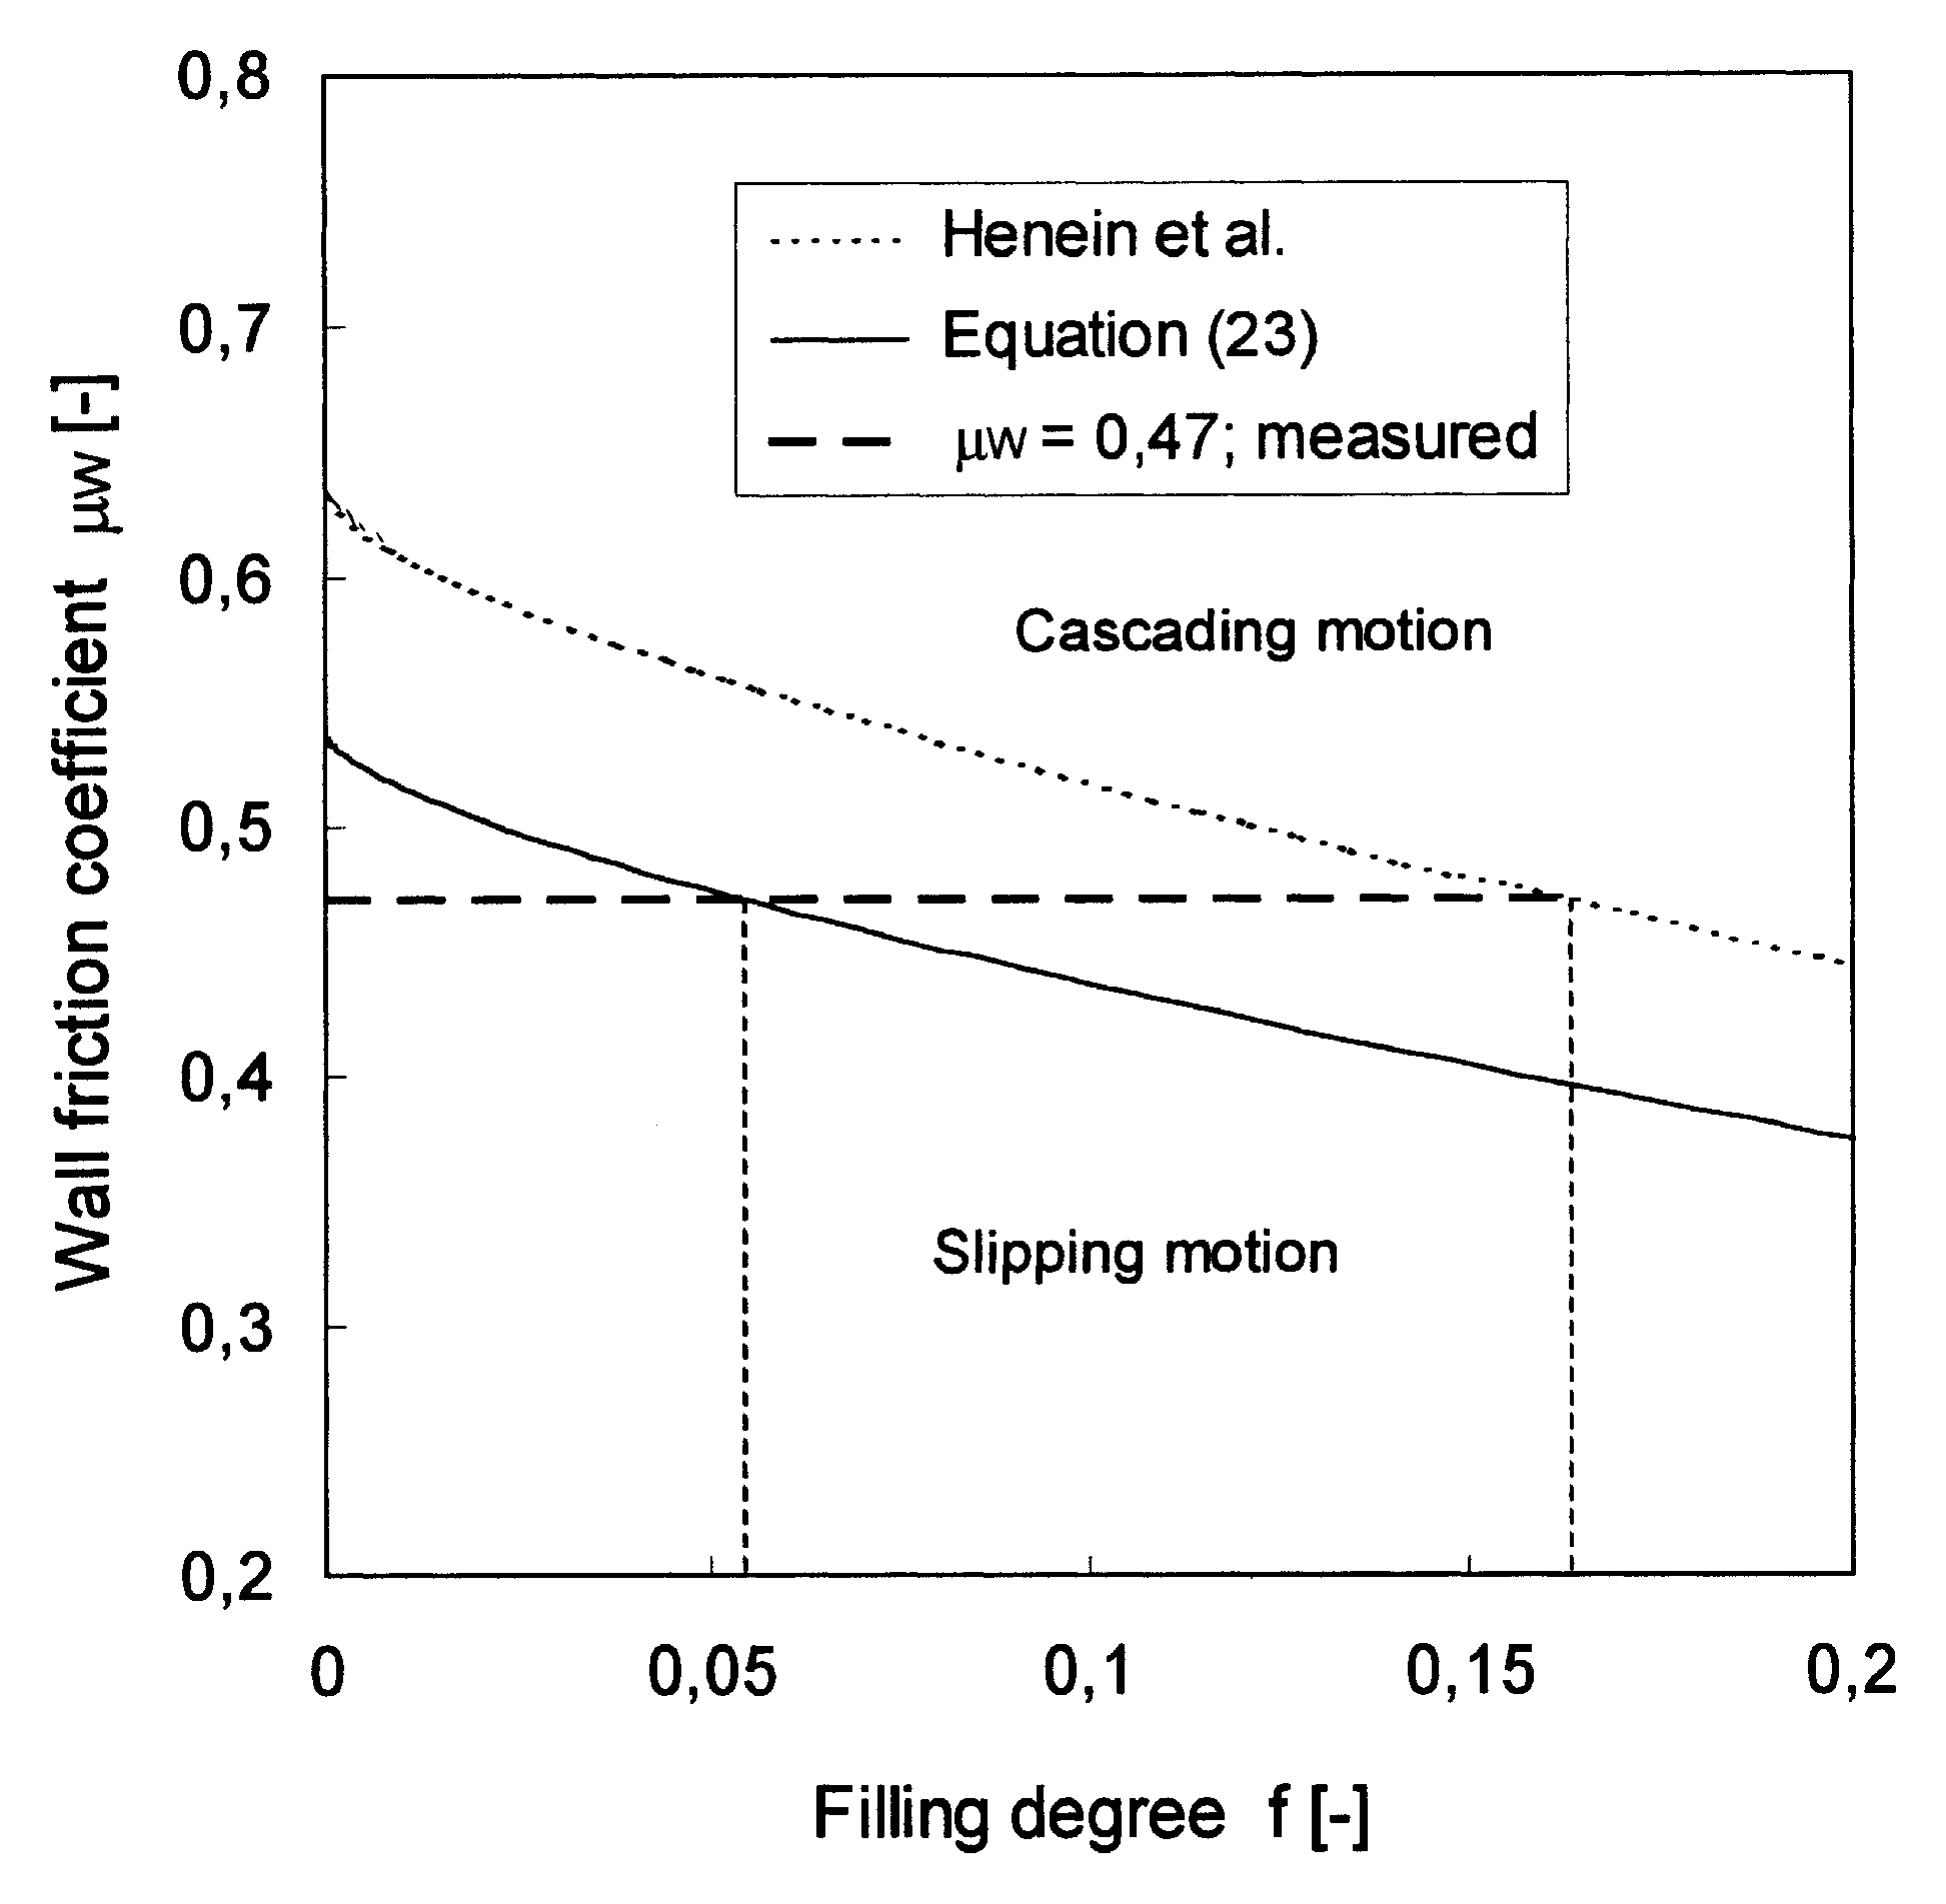 0,8
0,7
0,6
0,5
0,4
0,3
0,2
Wall friction coefficient μw [-]
Henein et al.
Equation (23)
μw = 0,47; measured
Cascading motion
Slipping motion
0 0,05 0,1 0,15 0,2
Filling degree f [-]